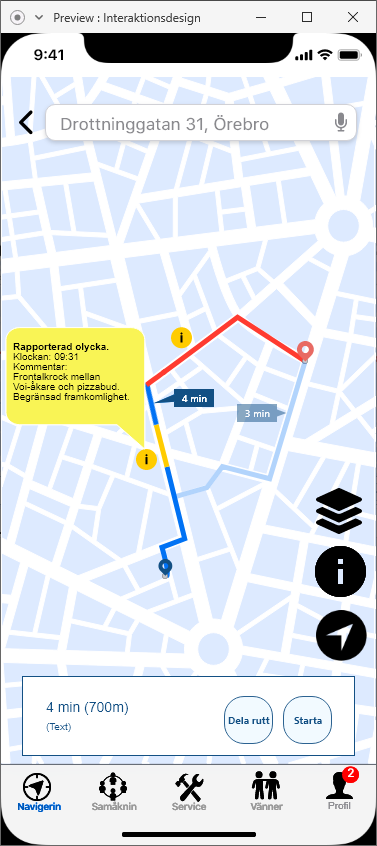 Preview : Interaktionsdesign
9:41
Drottninggatan 31, Örebro
i
Rapporterad olycka.
Klockan: 09:31
Kommentar:
Frontalkrock mellan
Voi-åkare och pizzabud.
Begränsad framkomlighet.
4 min
3 min
i
i
4 min (700m)
(Text)
Dela rutt
Starta
2
Navigerin
Samåknin
Service
Vänner
Profil